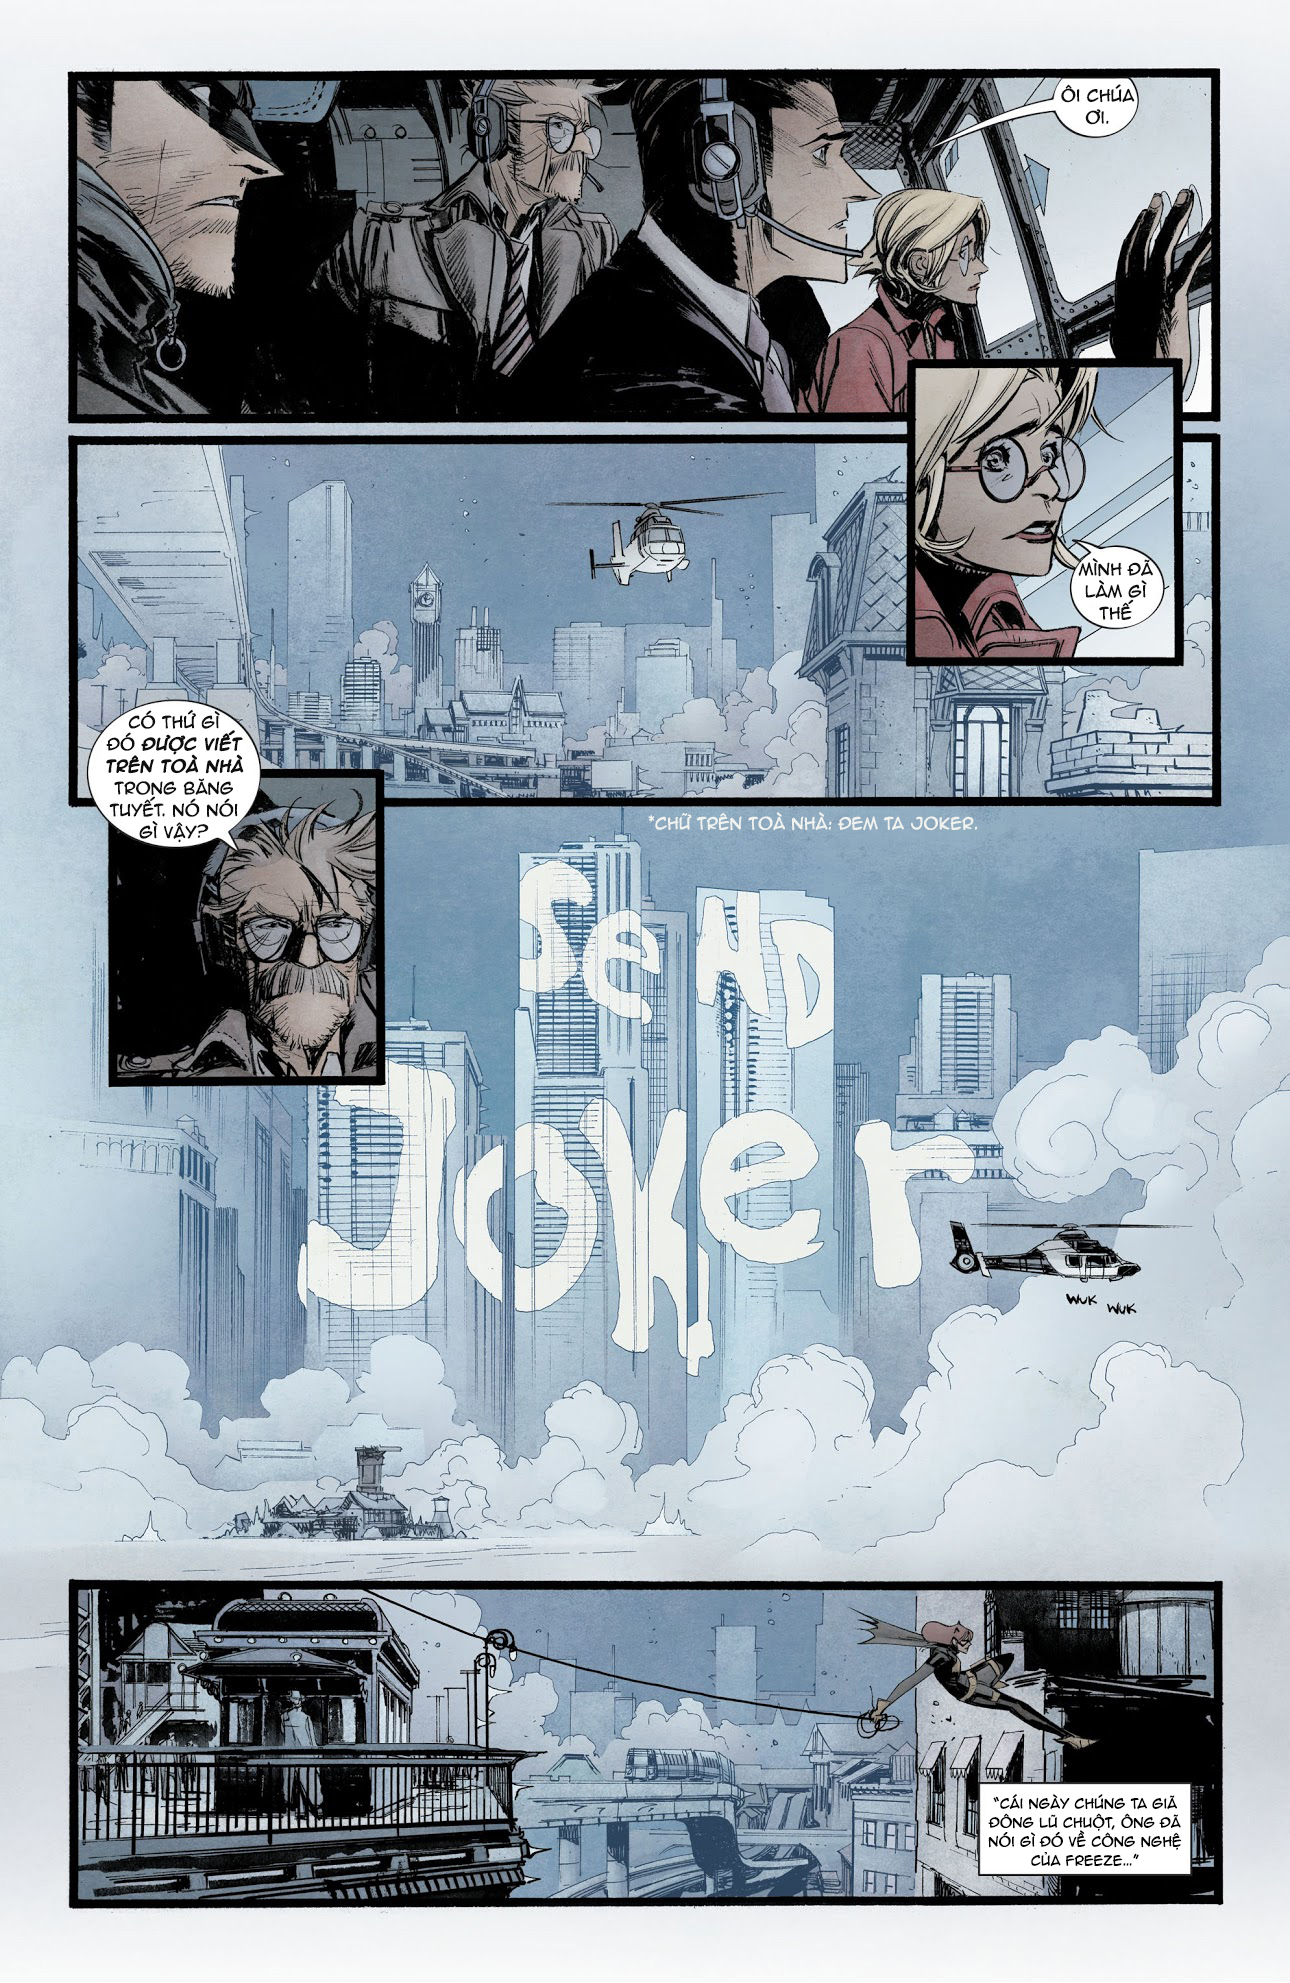 ÔI CHÚA
ƠI.
MÌNH ĐÃ
LÀM GÌ
THẾ
CÓ THỨ GÌ
ĐÓ ĐƯỢC VIẾT
TRÊN TOÀ NHÀ
TRONG BĂNG
TUYẾT. NÓ NÓI
GÌ VẬY?
*CHỮ TRÊN TOÀ NHÀ: ĐEM TA JOKER.
SeND
JOKer
WUK
WUK
"CÁI NGÀY CHÚNG TA GIÃ
ĐÔNG LŨ CHUỘT, ÔNG ĐÃ
NÓI GÌ ĐÓ VỀ CÔNG NGHỆ
CỦA FREEZE..."